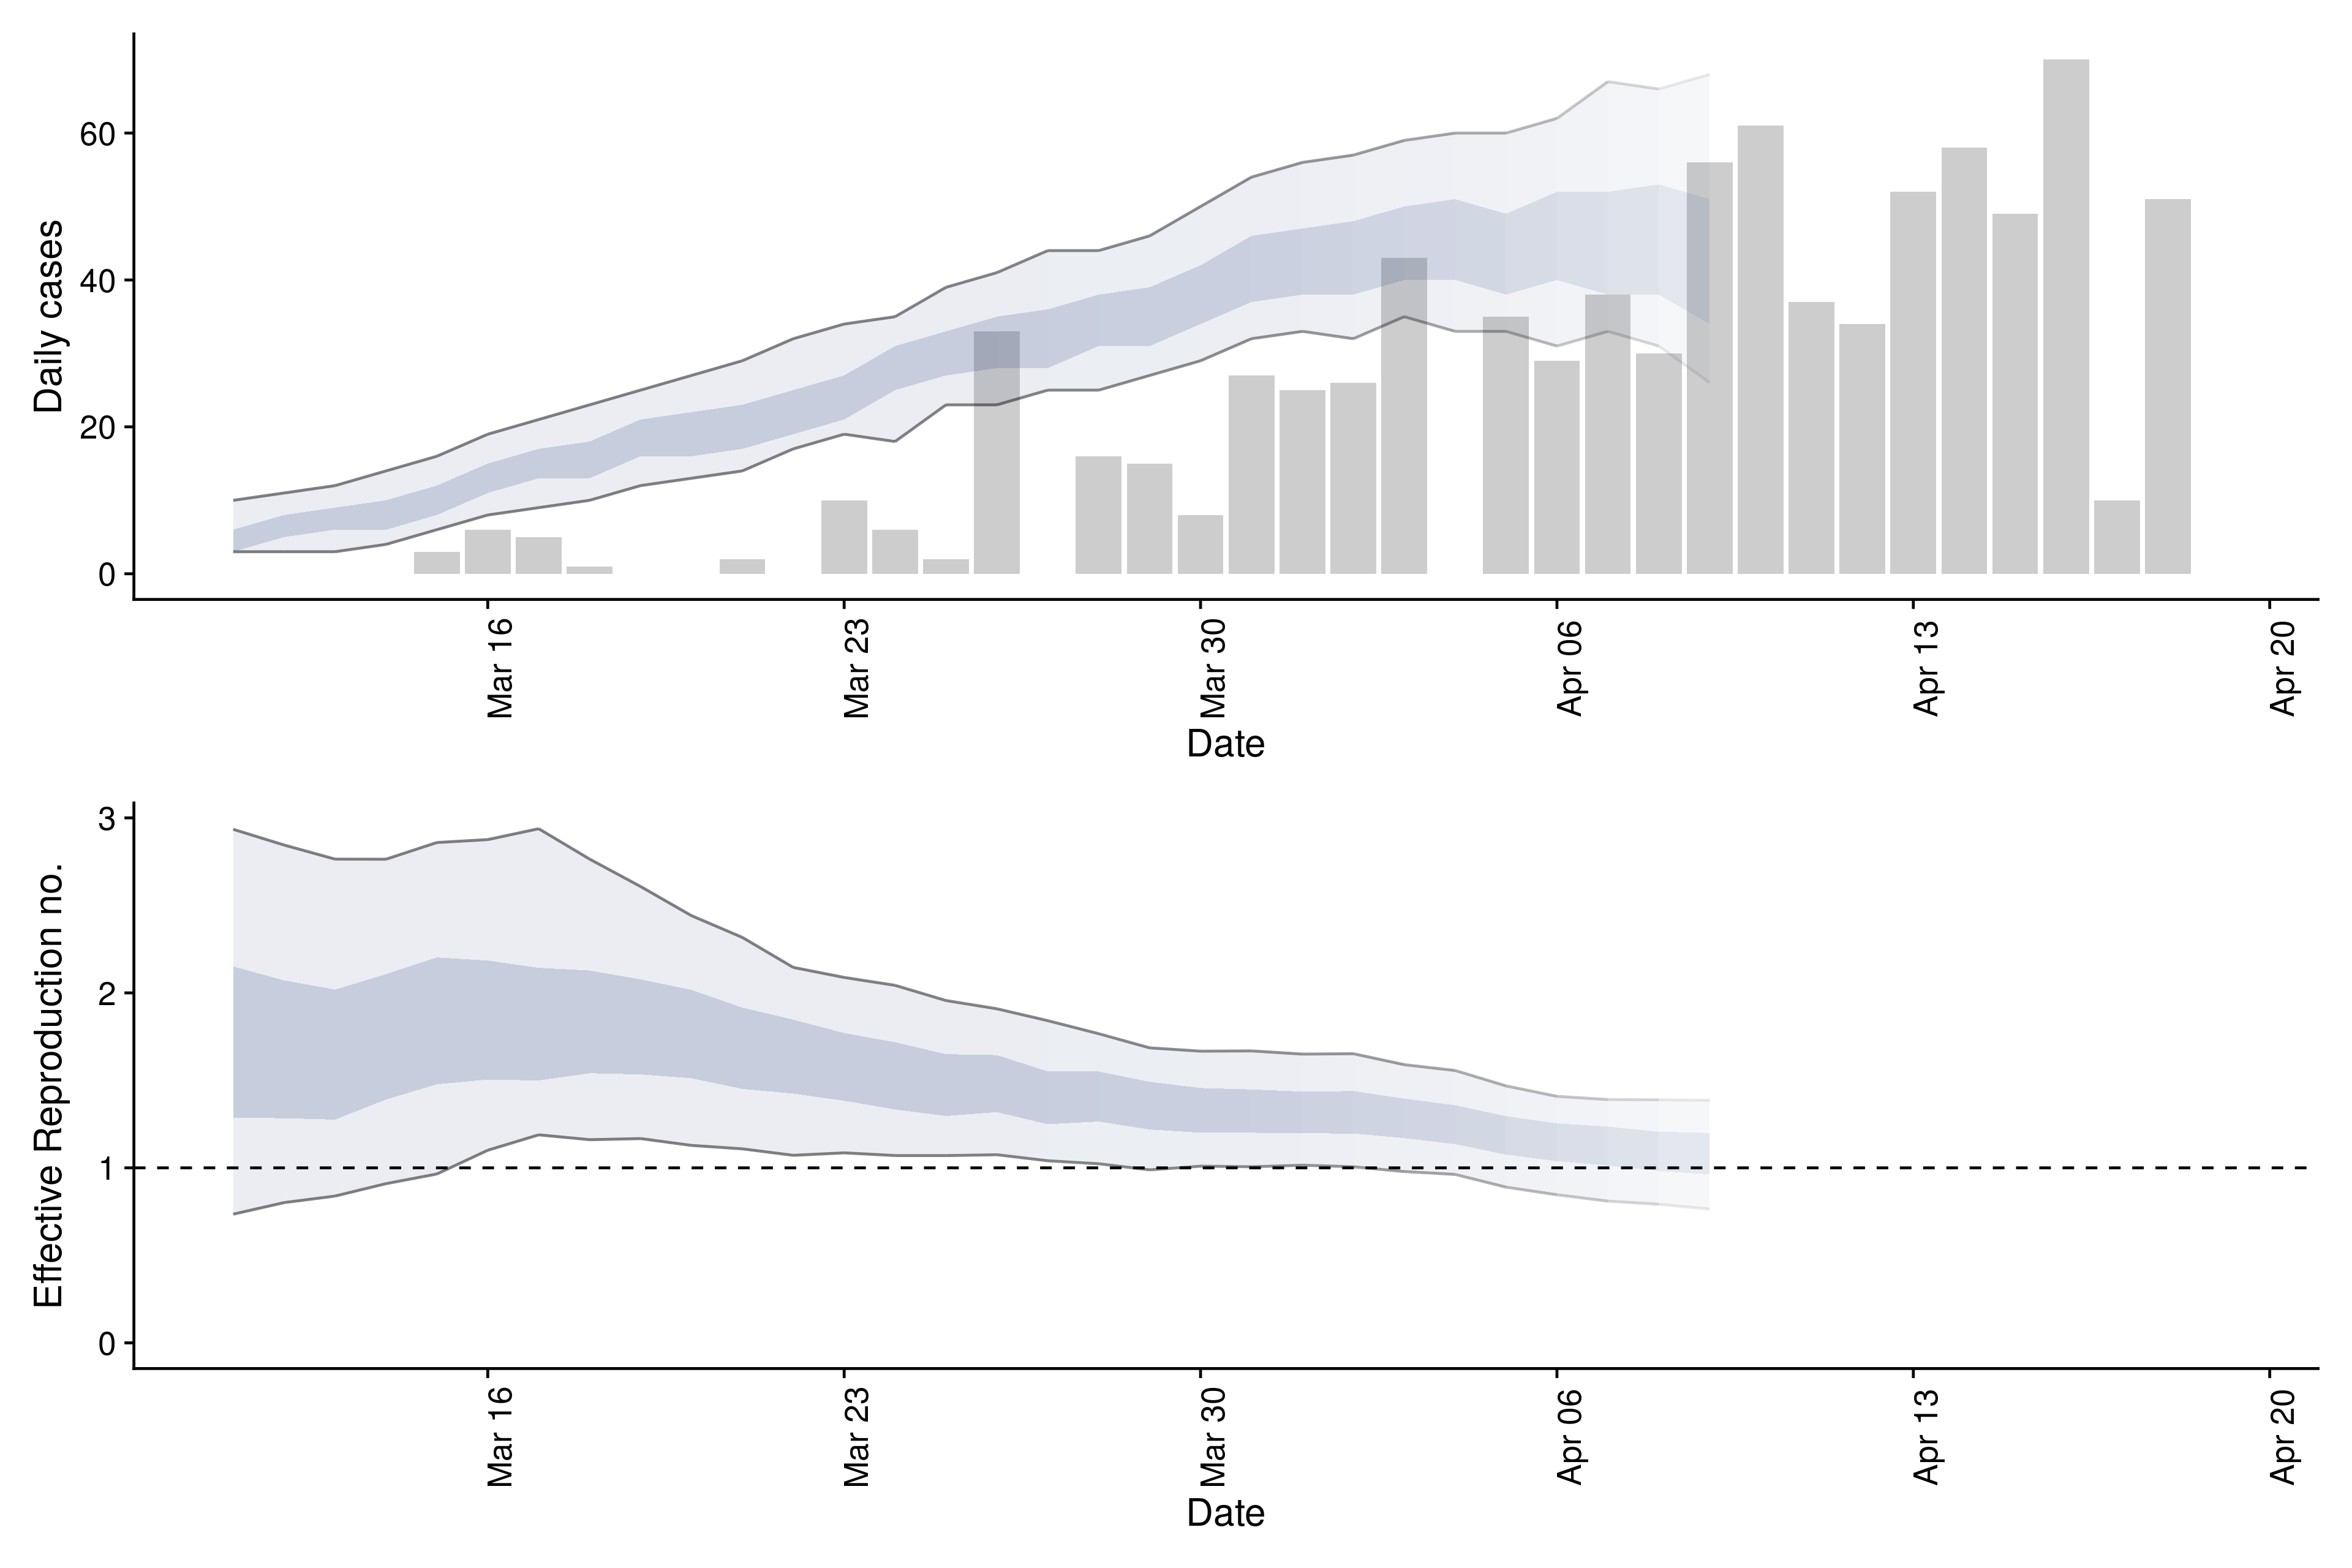 Daily cases
60
40
20
0
Mar 16
Mar 23
Mar 30
Apr 06
Apr 13
Apr 20
Date
Effective Reproduction no.
3
2
1
0
Mar 16
Mar 23
Mar 30
Apr 06
Apr 13
Apr 20
Date